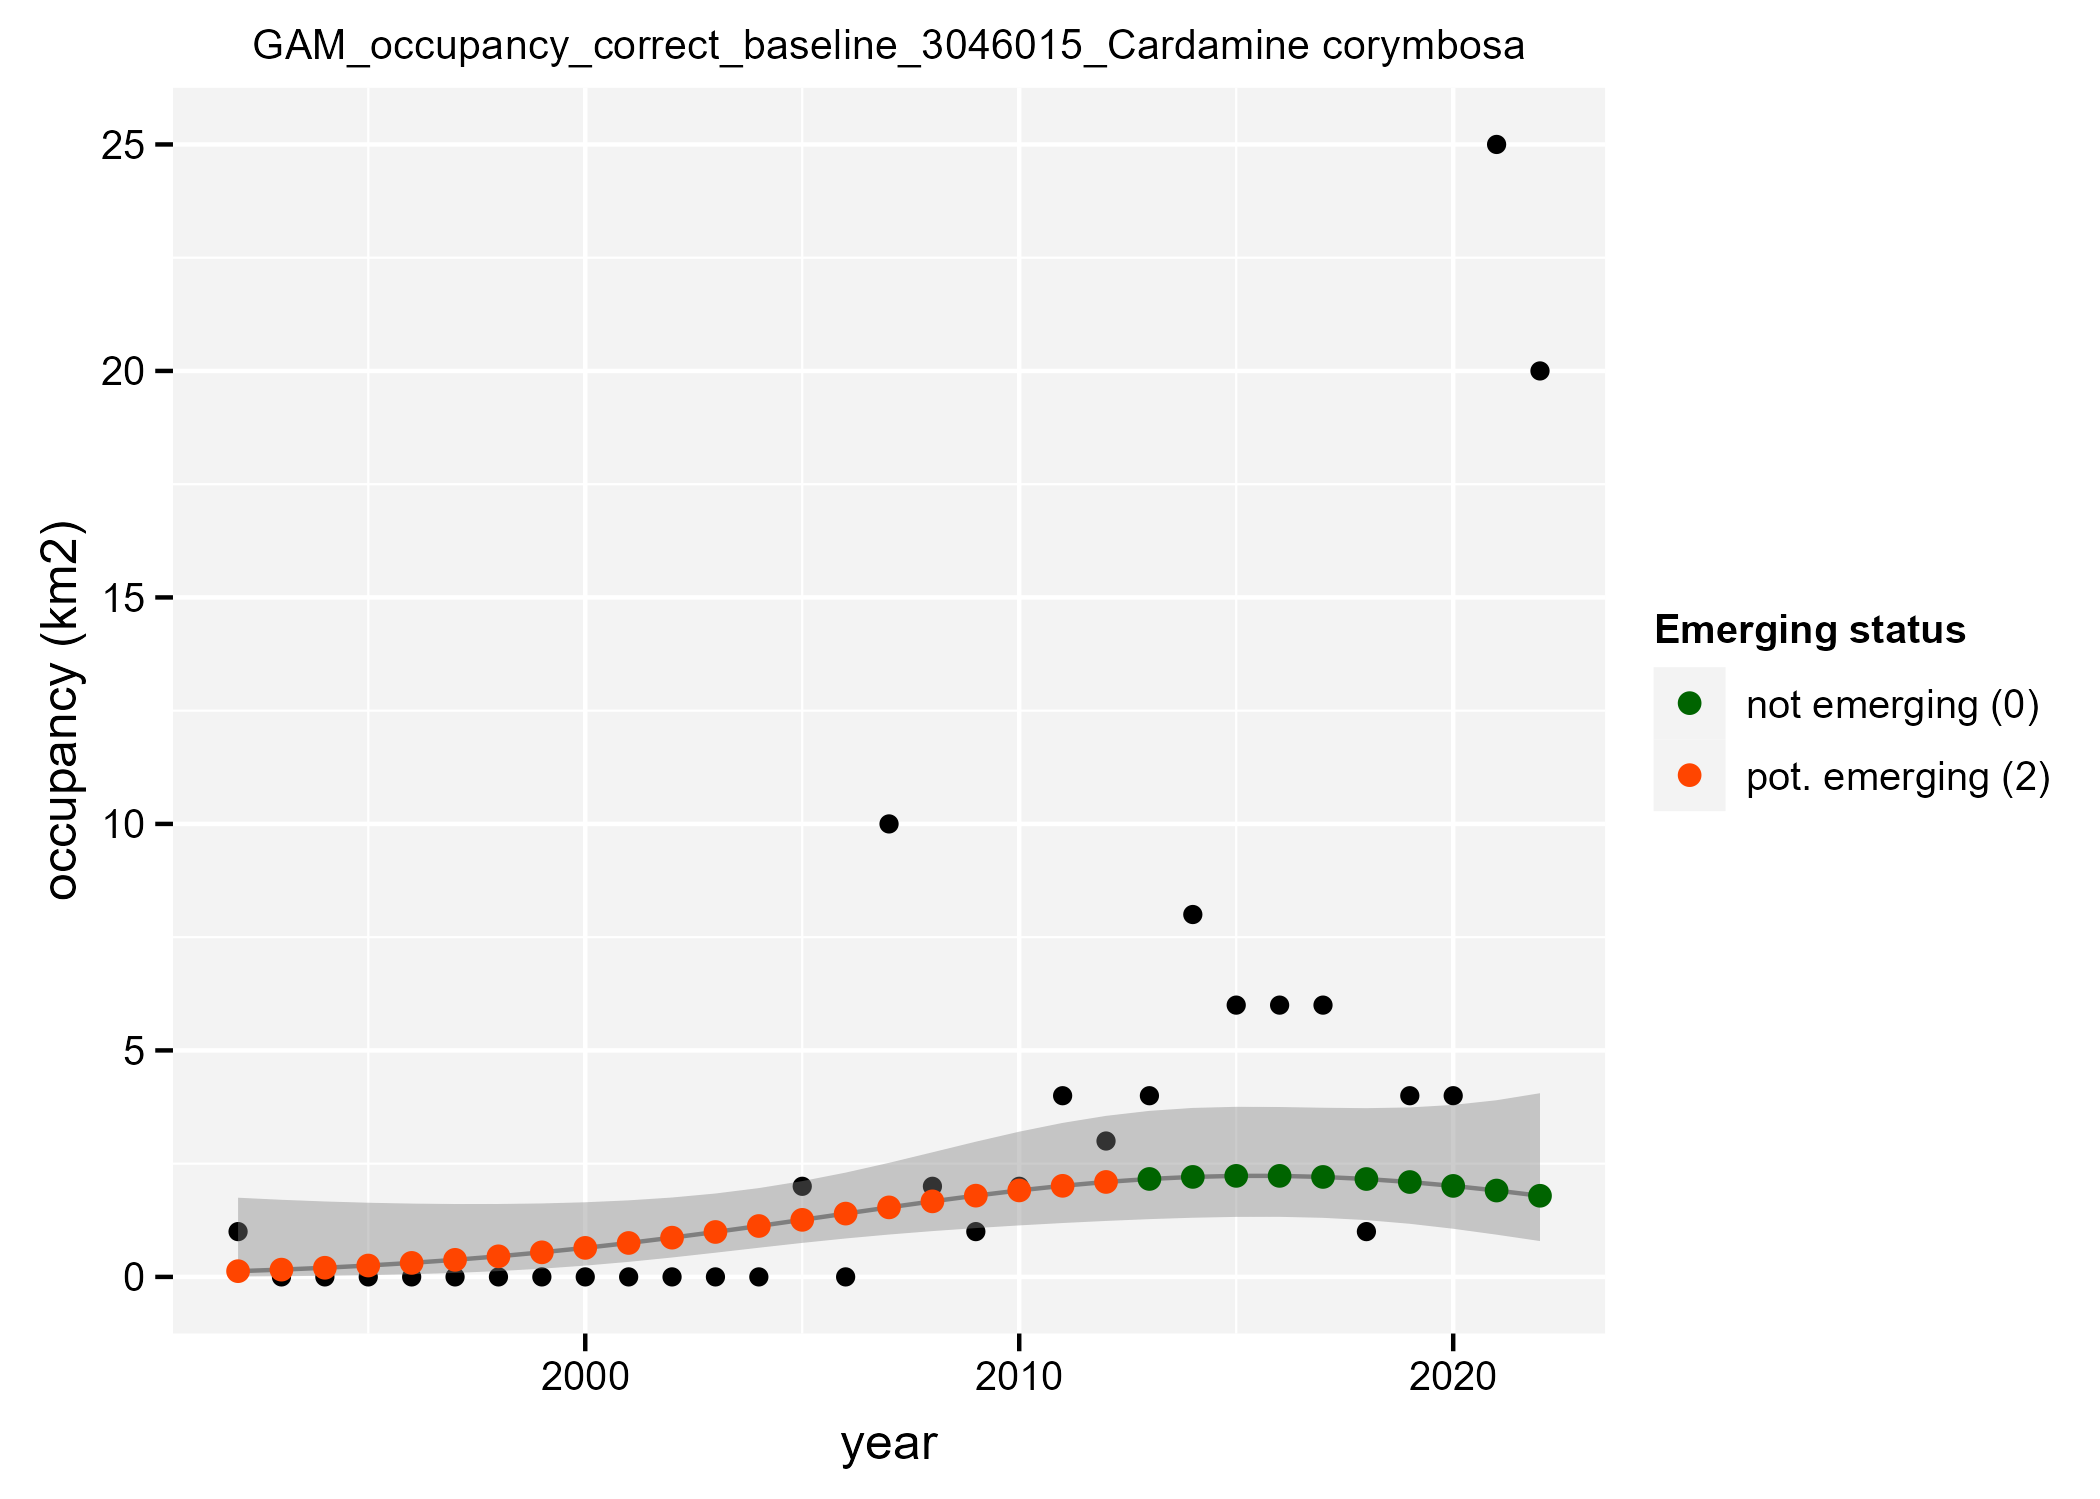 GAM_occupancy_correct_baseline_3046015_Cardamine corymbosa
25
20
15
10
5
0
occupancy (km2)
2000
2010
2020
year
Emerging status
not emerging (0)
pot. emerging (2)